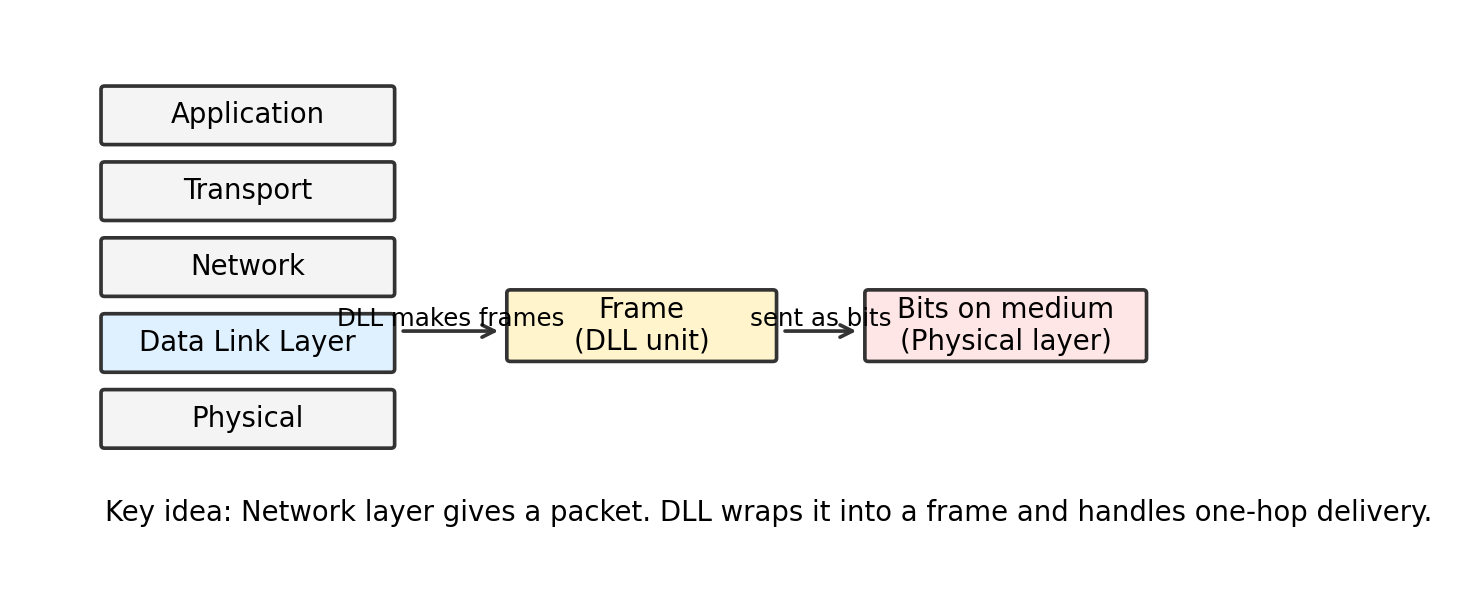 Application
Transport
Network
Data Link Layer
Physical
DLL makes frames
Frame
(DLL unit)
sent as bits
Bits on medium
(Physical layer)
Key idea: Network layer gives a packet. DLL wraps it into a frame and handles one-hop delivery.